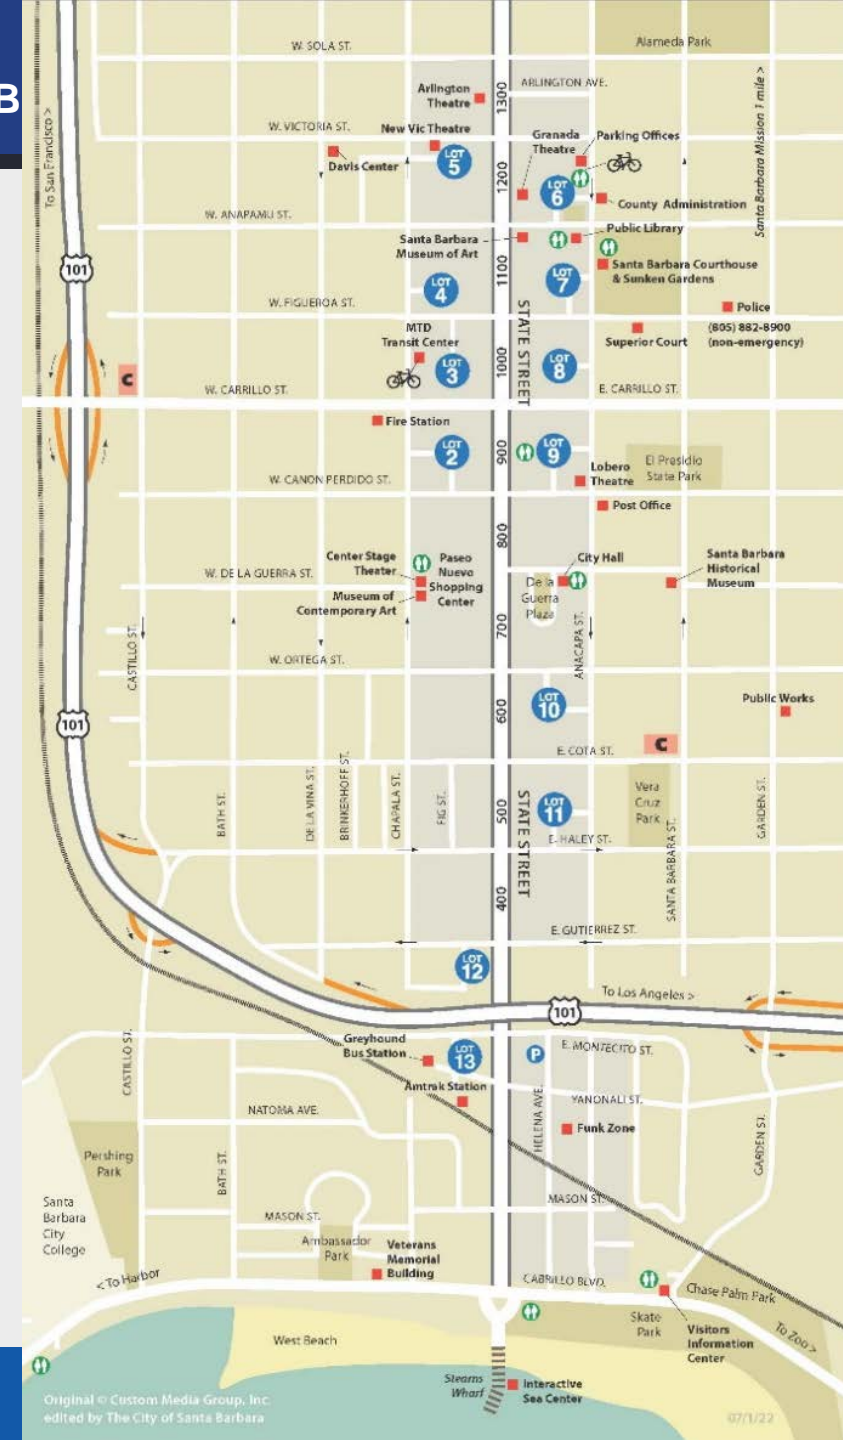 B
W. SOLA ST.
Alameda Park
To San Francisco >
Arlington
Theatre
1300
ARLINGTON AVE.
Santa Barbara Mission 1 mile >
W. VICTORIA ST.
New Vic Theatre
Granada
Theatre
Parking Offices
Davis Center
LOT
5
1200
LOT
6
County Administration
W. ANAPAMU ST.
Public Library
Santa Barbara
Museum of Art
101
1100
Santa Barbara Courthouse
& Sunken Gardens
LOT
4
LOT
7
W. FIGUEROA ST.
Police
(805) 882-8900
(non-emergency)
MTD
Transit Center
STATE STREET
Superior Court
1000
LOT
3
LOT
8
C
W. CARRILLO ST.
E. CARRILLO ST.
Fire Station
LOT
2
900
LOT
9
El Presidio
State Park
Lobero
Theatre
W. CANON PERDIDO ST.
Post Office
800
Center Stage
Theater
Paseo
Nuevo
Shopping
Center
City Hall
Santa Barbara
Historical
Museum
W. DE LA GUERRA ST.
De la
Guerra
Plaza
Museum of
Contemporary Art
700
CASTILLO ST.
ANACAPA ST.
W. ORTEGA ST.
101
600
LOT
10
Public Works
C
E. COTA ST.
BATH ST.
DE LA VINA ST.
BRINKERHOFF ST.
CHAPALA ST.
FIG ST.
500
STATE STREET
LOT
11
Vera
Cruz
Park
GARDEN ST.
E. HALEY ST.
SANTA BARBARA ST.
400
E. GUTIERREZ ST.
LOT
12
To Los Angeles >
101
Greyhound
Bus Station
LOT
13
P
E. MONTECITO ST.
CASTILLO ST.
Amtrak Station
HELENA AVE.
YANONALI ST.
NATOMA AVE.
Funk Zone
GARDEN ST.
Pershing
Park
BATH ST.
Santa
Barbara
City
College
MASON ST.
MASON ST.
Ambassador
Park
Veterans
Memorial
Building
< To Harbor
CABRILLO BLVD.
Chase Palm Park
Skate
Park
Visitors
Information
Center
To Zoo >
West Beach
Stearns
Wharf
Interactive
Sea Center
Original © Custom Media Group, Inc.
edited by The City of Santa Barbara
07/1/22